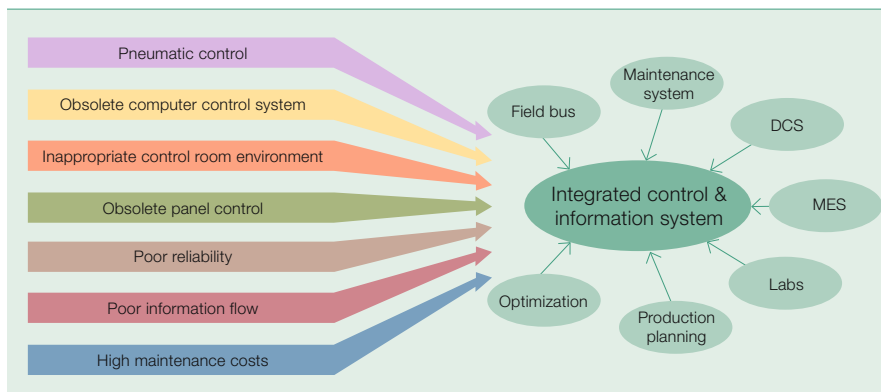 Pneumatic control
Obsolete computer control system
Inappropriate control room environment
Obsolete panel control
Poor reliability
Poor information flow
High maintenance costs
Field bus
Maintenance
system
DCS
MES
Labs
Production
planning
Optimization
Integrated control &
information system